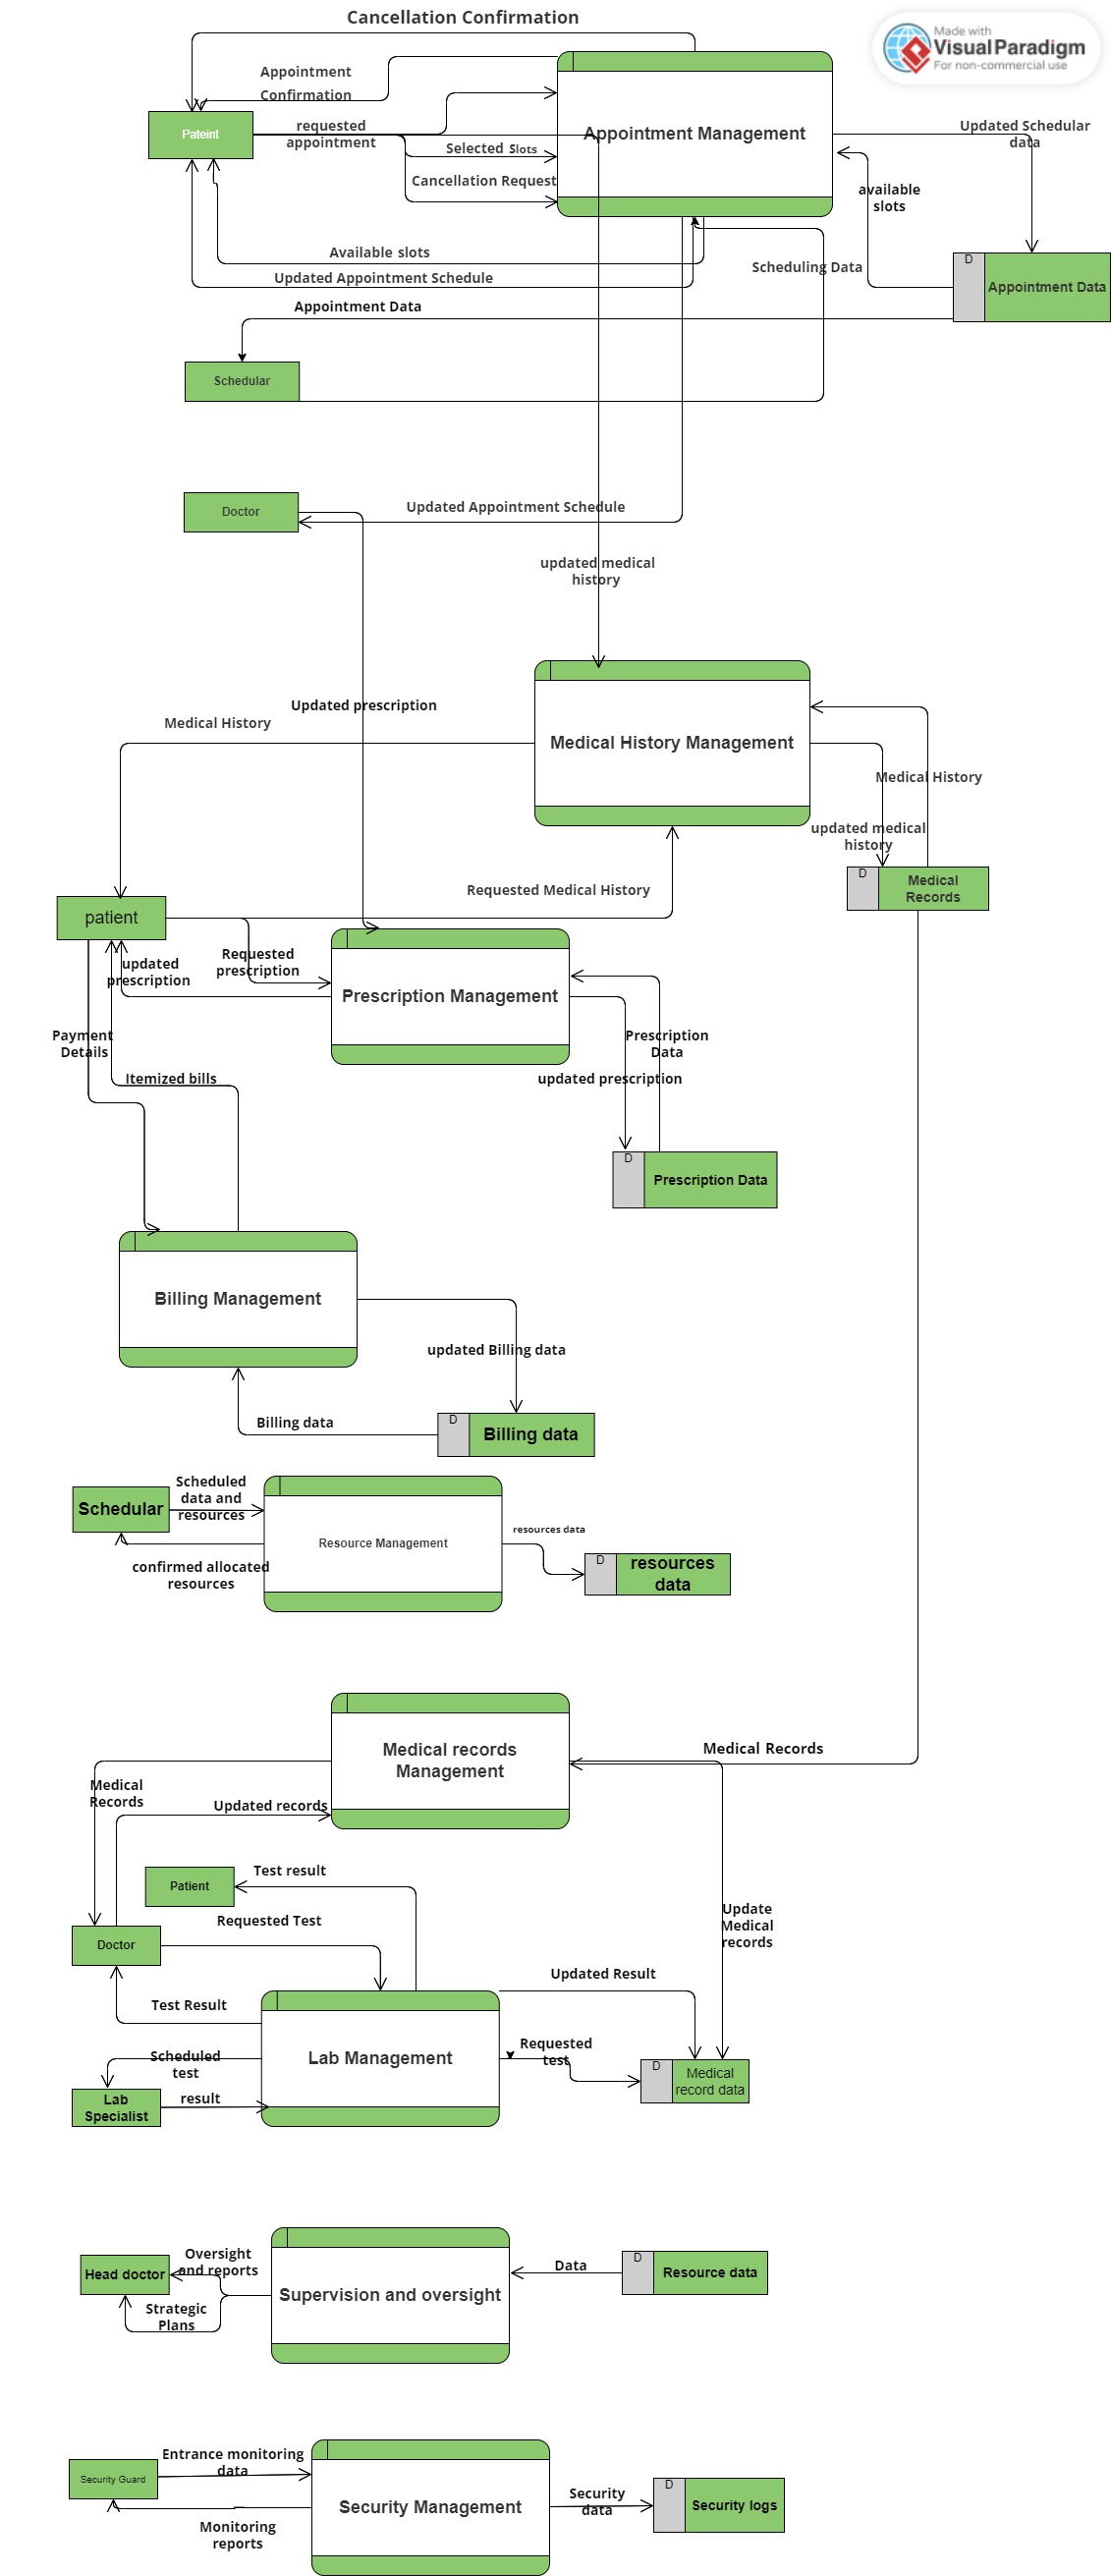 Cancellation Confirmation
Made with
VisualParadigm
For non-commercial use
Appointment
Confirmation
Pateint
requested
appointment
Appointment Management
Selected Slots
Cancellation Request
Updated Schedular
data
available
slots
Available slots
Updated Appointment Schedule
Scheduling Data
D
Appointment Data
Appointment Data
Schedular
Doctor
Updated Appointment Schedule
updated medical
history
Updated prescription
Medical History
Medical History Management
Medical History
updated medical
history
D
Medical
Records
Requested Medical History
patient
updated
prescription
Requested
prescription
Prescription Management
Payment
Details
Prescription
Data
Itemized bills
updated prescription
D
Prescription Data
Billing Management
updated Billing data
Billing data
D
Billing data
Schedular
Scheduled
data and
resources
Resource Management
resources data
confirmed allocated
resources
D
resources
data
Medical records
Management
Medical Records
Medical
Records
Updated records
Patient
Test result
Requested Test
Update
Medical
records
Doctor
Updated Result
Test Result
Lab Management
Requested
test
Scheduled
test
D
Medical
record data
Lab
Specialist
result
Head doctor
Oversight
and reports
Strategic
Plans
Supervision and oversight
Data
D
Resource data
Security Guard
Entrance monitoring
data
Security Management
Security
data
D
Security logs
Monitoring
reports